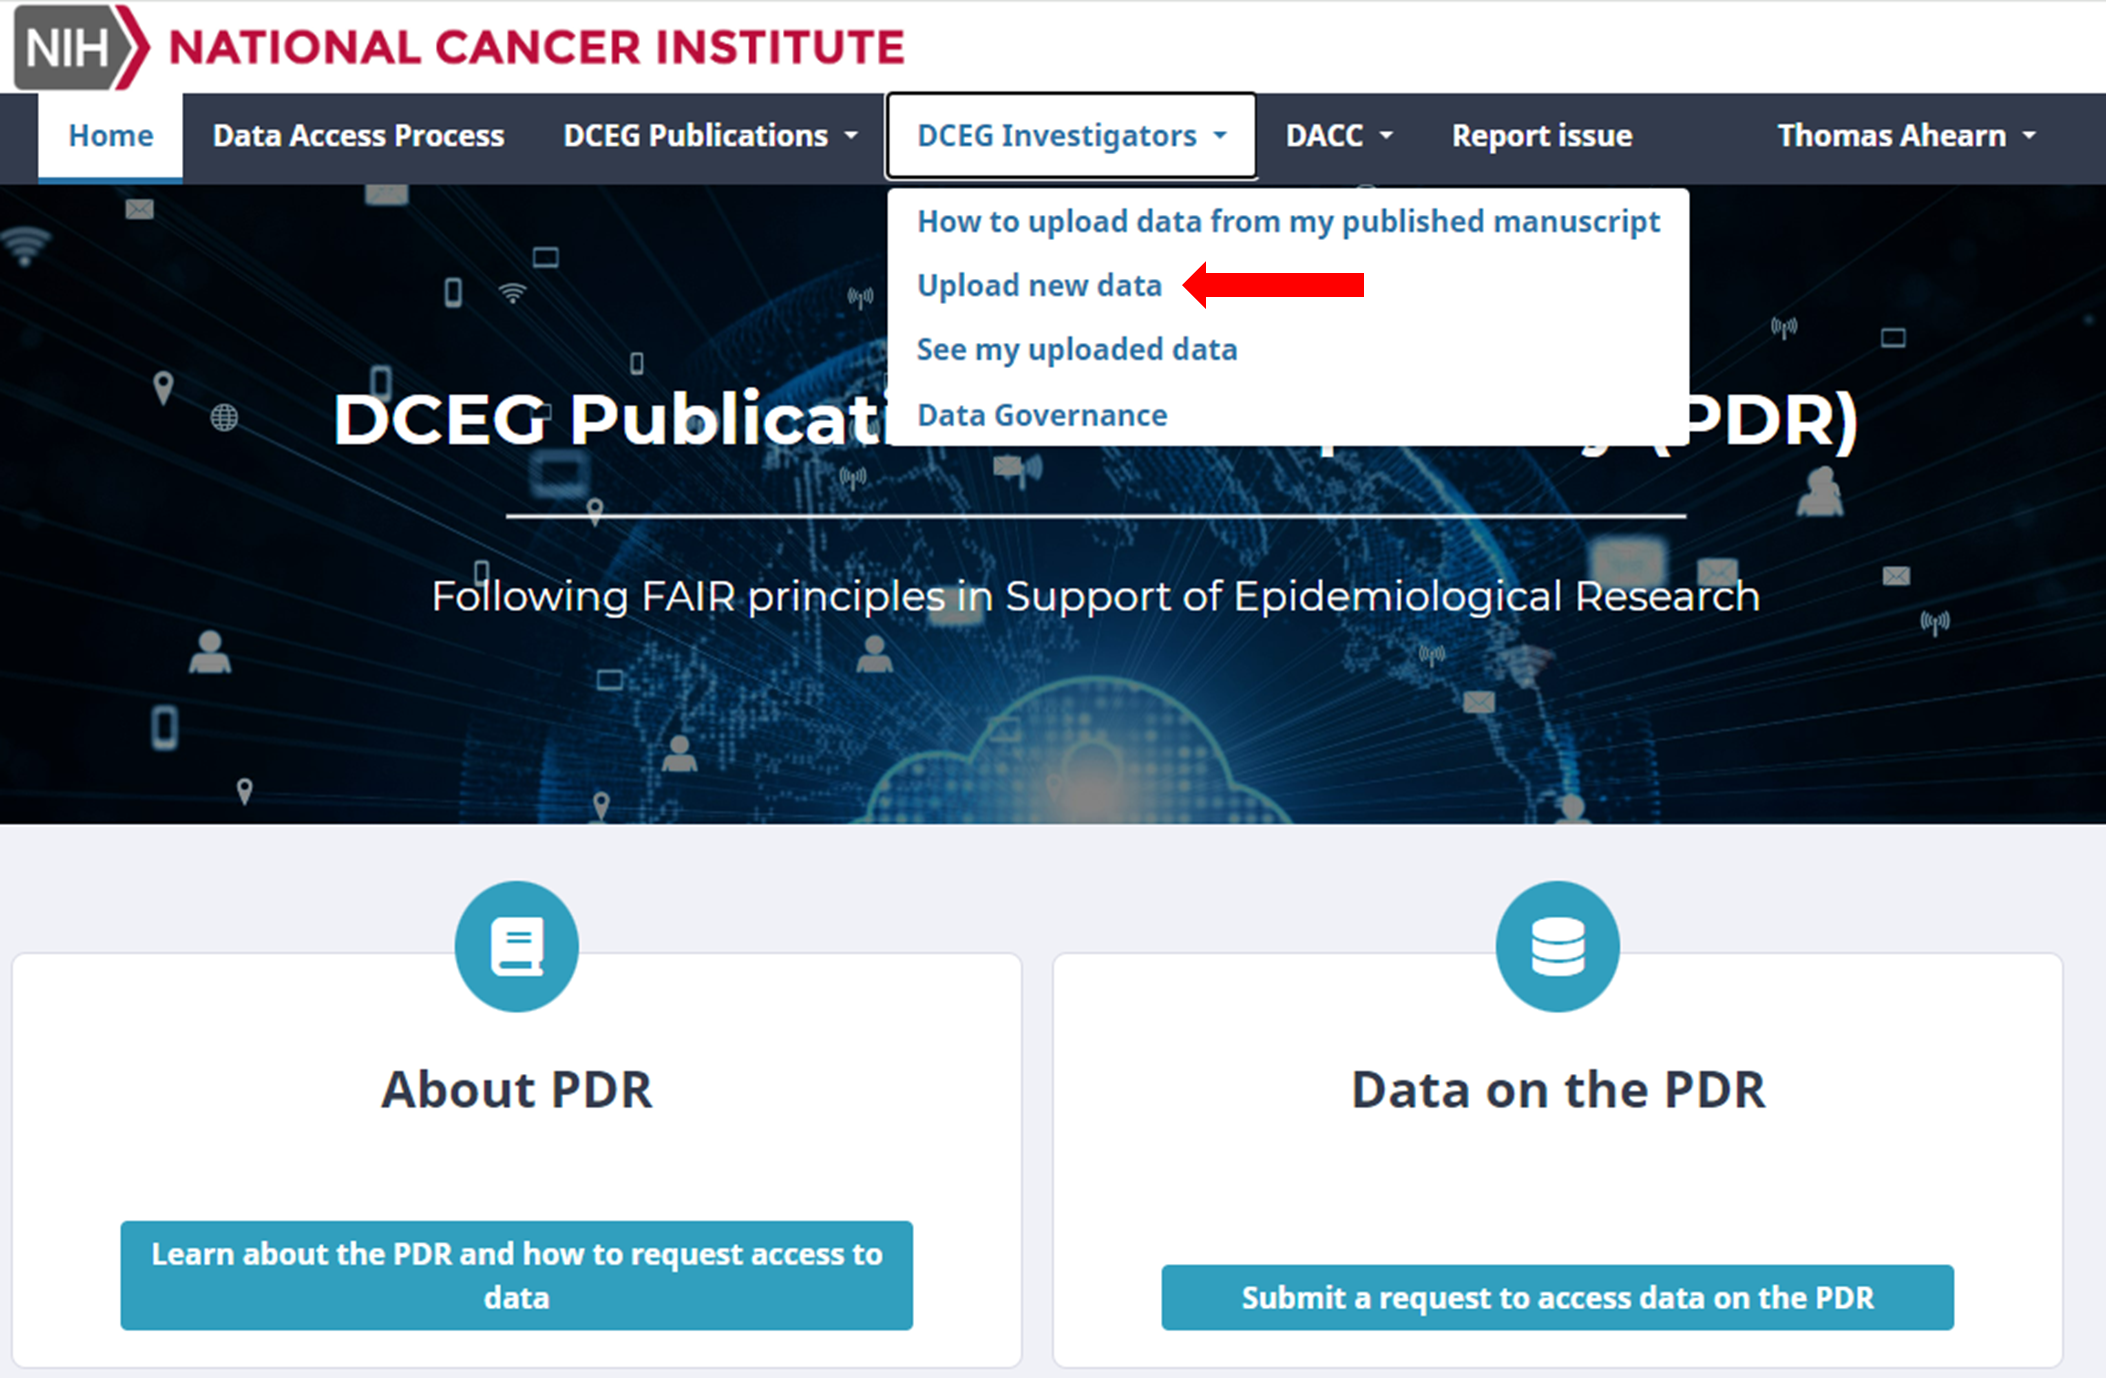 NIH NATIONAL CANCER INSTITUTE
Home Data Access Process DCEG Publications DCEG Investigators DACC Report issue Thomas Ahearn
How to upload data from my published manuscript
Upload new data
See my uploaded data
Data Governance
DCEG Publicati PDR)
Following FAIR principles in Support of Epidemiological Research
About PDR
Learn about the PDR and how to request access to
data
Data on the PDR
Submit a request to access data on the PDR